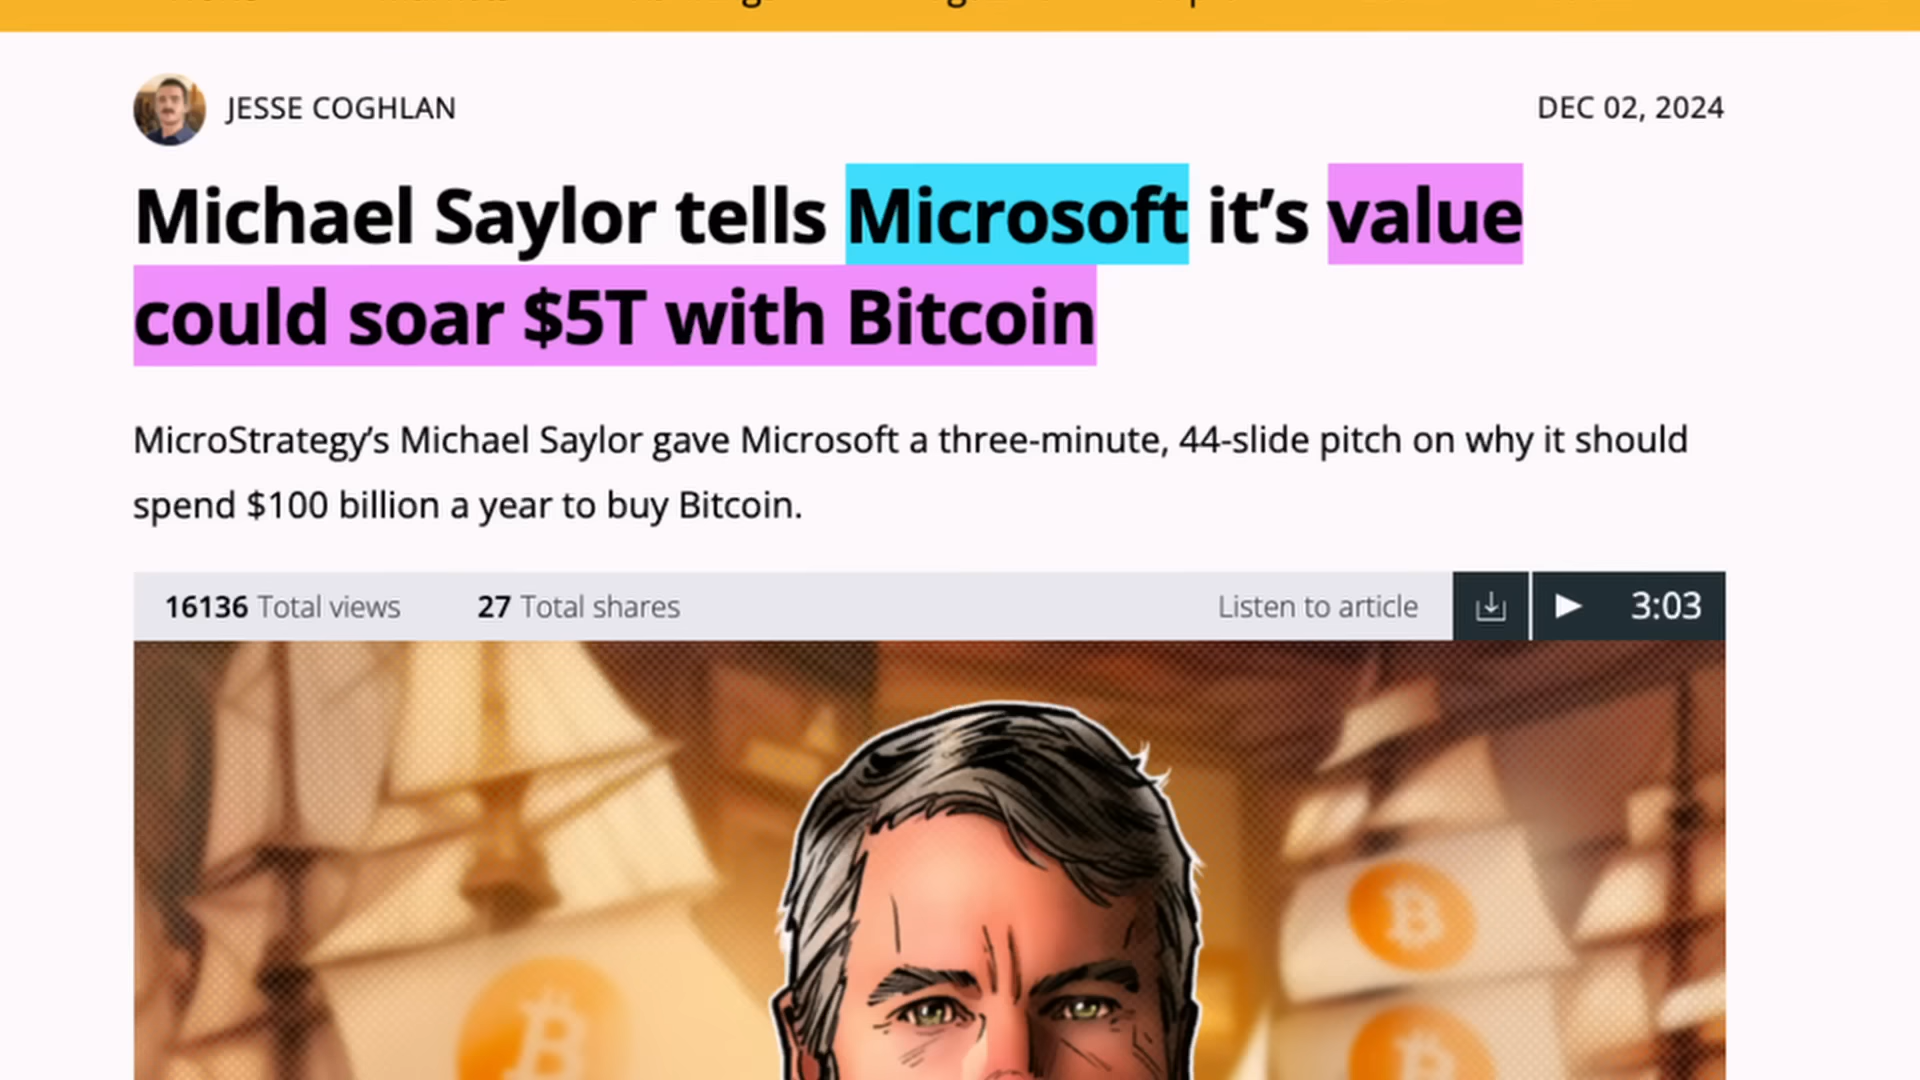 JESSE COGHLAN
DEC 02, 2024
Michael Saylor tells Microsoft it’s value
could soar $5T with Bitcoin
MicroStrategy’s Michael Saylor gave Microsoft a three-minute, 44-slide pitch on why it should
spend $100 billion a year to buy Bitcoin.
16136 Total views 27 Total shares Listen to article 3:03